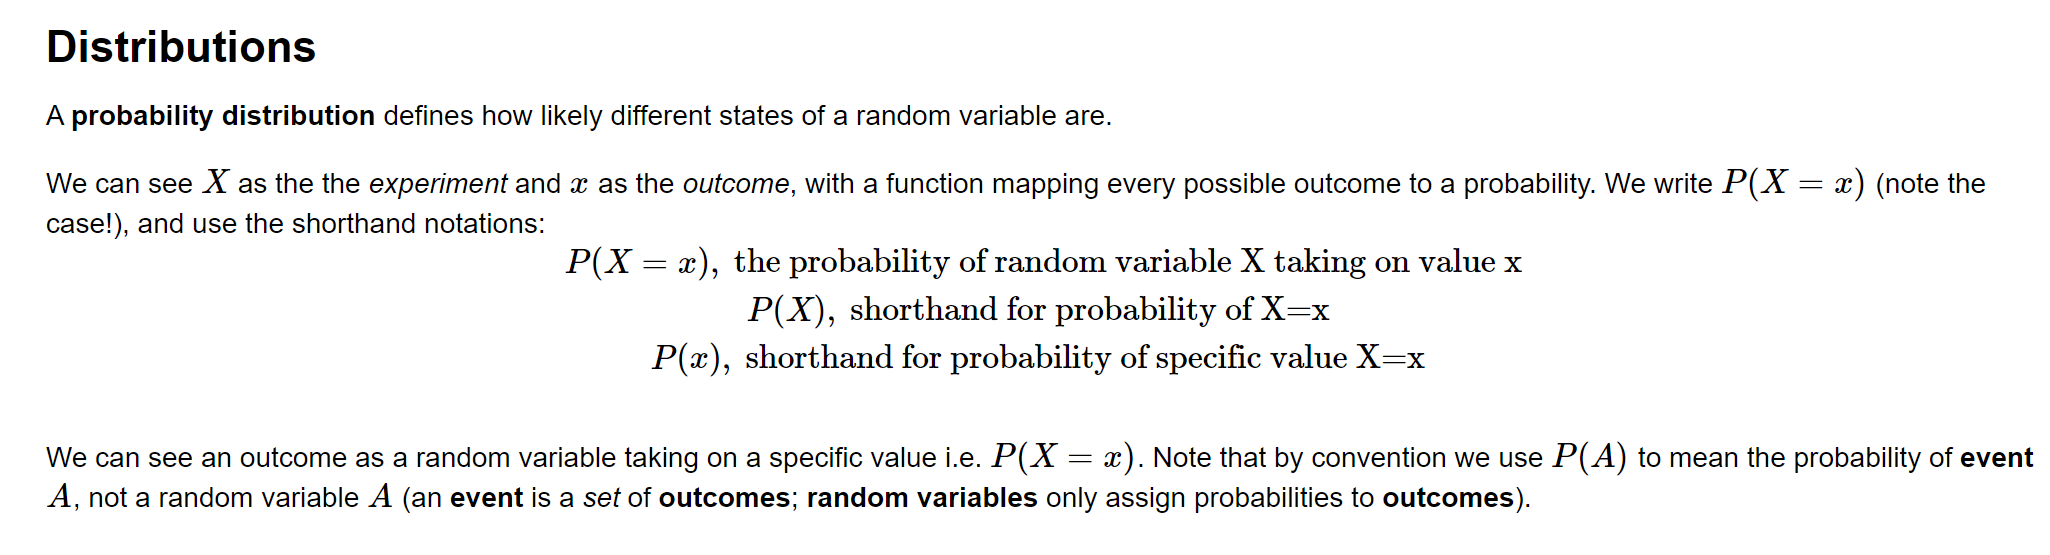 Distributions
A probability distribution defines how likely different states of a random variable are.
We can see X as the the experiment and x as the outcome, with a function mapping every possible outcome to a probability. We write P(X = x) (note the
case!), and use the shorthand notations:
P(X = x), the probability of random variable X taking on value x
P(X), shorthand for probability of X=x
P(x), shorthand for probability of specific value X=x
We can see an outcome as a random variable taking on a specific value i.e. P(X = x). Note that by convention we use P(A) to mean the probability of event
A, not a random variable A (an event is a set of outcomes; random variables only assign probabilities to outcomes).